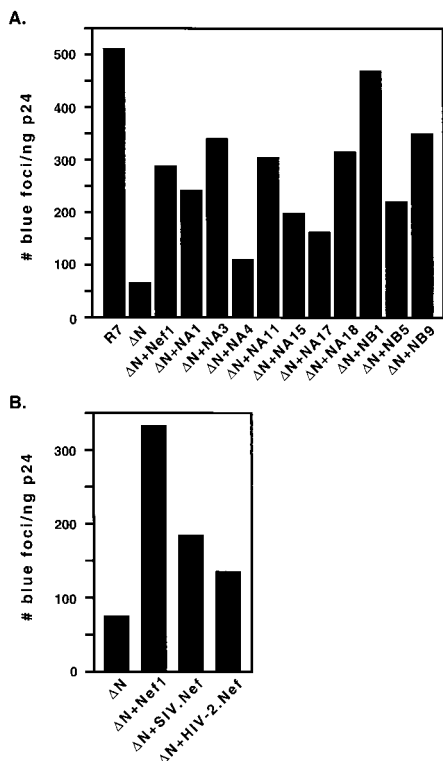 A.
# blue foci/ng p24
500
400
300
200
100
0
R7
ΔN
ΔN+Nef1
ΔN+NA1
ΔN+NA3
ΔN+NA4
ΔN+NA11
ΔN+NA15
ΔN+NA17
ΔN+NA18
ΔN+NB1
ΔN+NB5
ΔN+NB9
B.
# blue foci/ng p24
300
200
100
0
ΔN
ΔN+Nef1
ΔN+SIV.Nef
ΔN+HIV-2.Nef